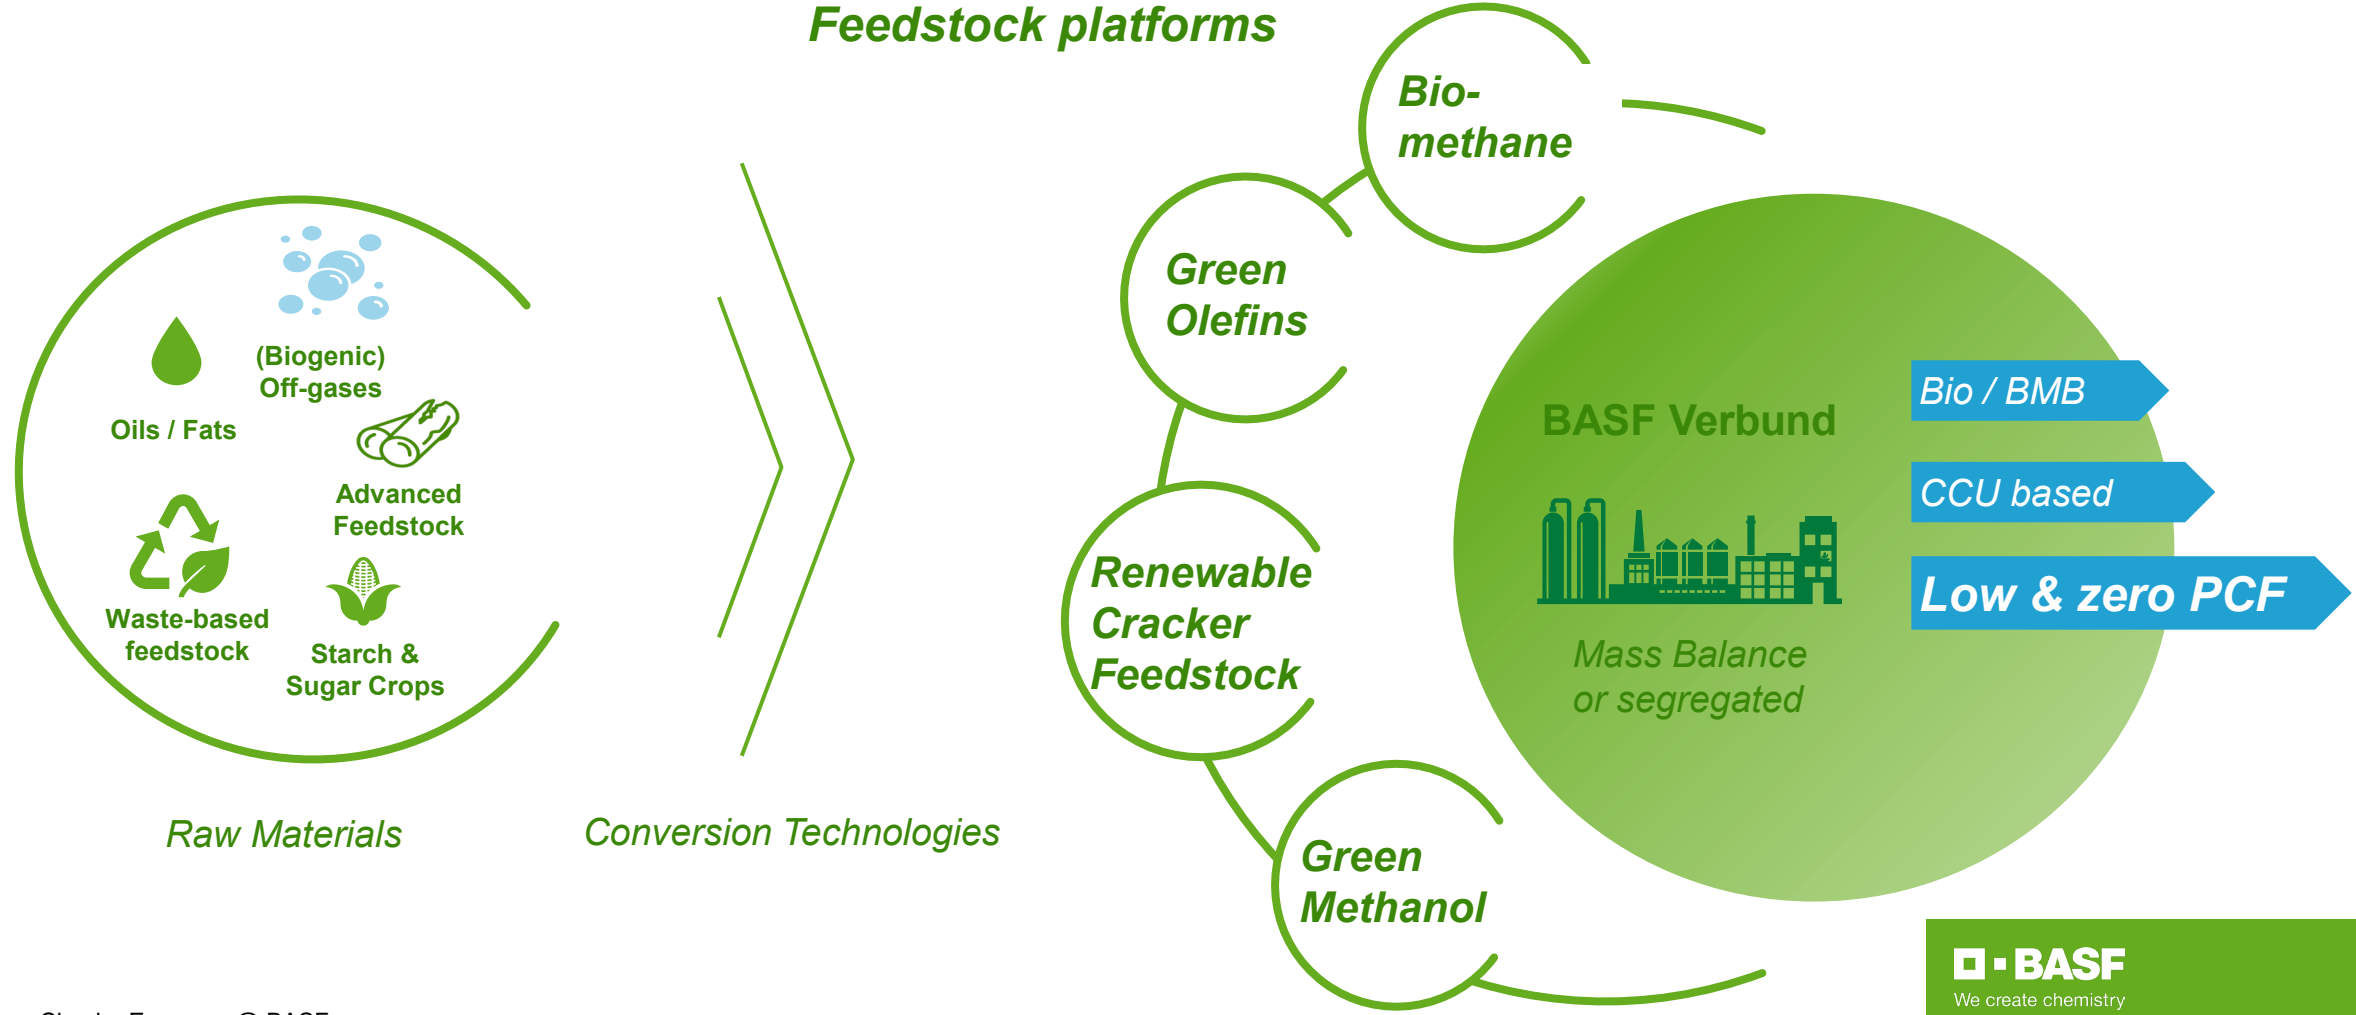 Feedstock platforms
(Biogenic)
Off-gases
Oils / Fats
Advanced
Feedstock
Waste-based
feedstock
Starch &
Sugar Crops
Raw Materials
Conversion Technologies
Bio-
methane
Green
Olefins
Renewable
Cracker
Feedstock
Green
Methanol
BASF Verbund
Mass Balance
or segregated
Bio / BMB
CCU based
Low & zero PCF
BASF
We create chemistry